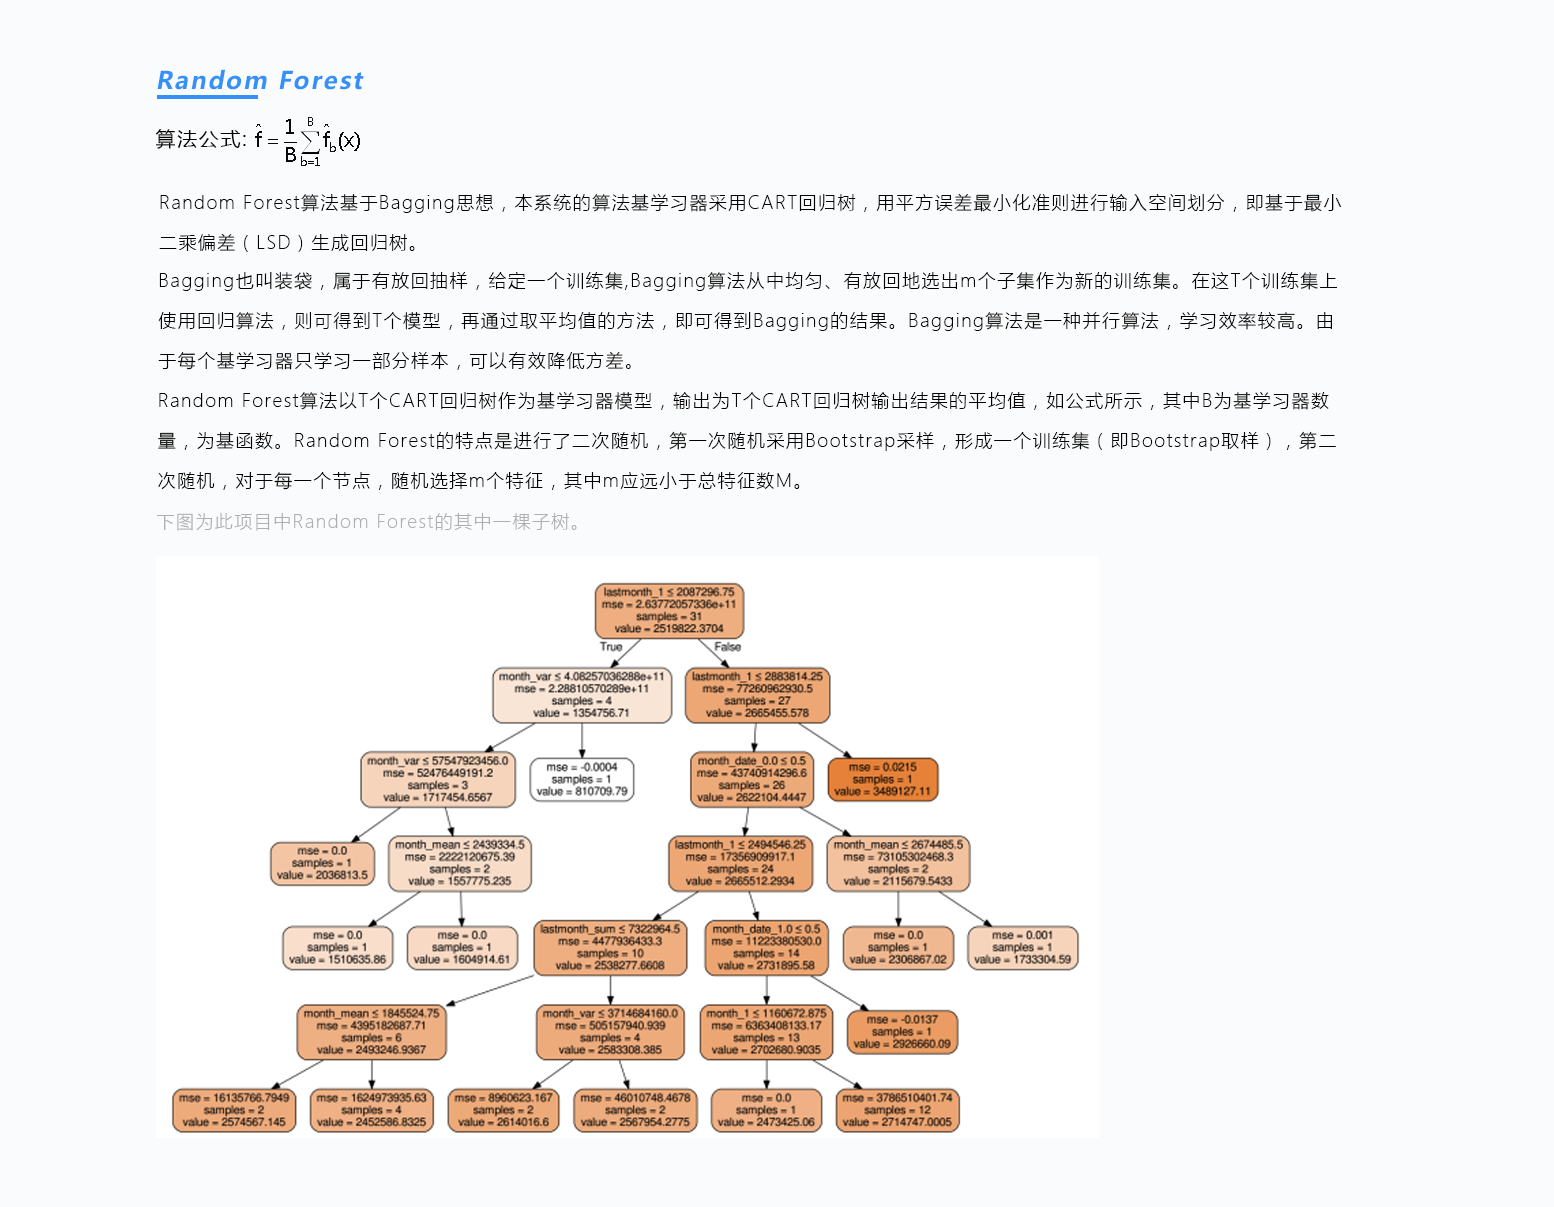 Random Forest
算法公式: f̂ = 1/B ∑ b=1 B f̂b(x)
Random Forest算法基于Bagging思想，本系统的算法基学习器采用CART回归树，用平方误差最小化准则进行输入空间划分，即基于最小
二乘偏差（LSD）生成回归树。
Bagging也叫装袋，属于有放回抽样，给定一个训练集,Bagging算法从中均匀、有放回地选出m个子集作为新的训练集。在这T个训练集上
使用回归算法，则可得到T个模型，再通过取平均值的方法，即可得到Bagging的结果。Bagging算法是一种并行算法，学习效率较高。由
于每个基学习器只学习一部分样本，可以有效降低方差。
Random Forest算法以T个CART回归树作为基学习器模型，输出为T个CART回归树输出结果的平均值，如公式所示，其中B为基学习器数
量，为基函数。Random Forest的特点是进行了二次随机，第一次随机采用Bootstrap采样，形成一个训练集（即Bootstrap取样），第二
次随机，对于每一个节点，随机选择m个特征，其中m应远小于总特征数M。
下图为此项目中Random Forest的其中一棵子树。
lastmonth_1 ≤ 2087296.75
mse = 2.63772057336e+11
samples = 31
value = 2519822.3704
True
False
month_var ≤ 4.08257036288e+11
mse = 2.28810570289e+11
samples = 4
value = 1354756.71
lastmonth_1 ≤ 2883814.25
mse = 77260962930.5
samples = 27
value = 2665455.578
month_var ≤ 57547923456.0
mse = 52476449191.2
samples = 3
value = 1717454.6567
mse = -0.0004
samples = 1
value = 810709.79
month_date_0.0 ≤ 0.5
mse = 43740914296.6
samples = 26
value = 2622104.4447
mse = 0.0215
samples = 1
value = 3489127.11
mse = 0.0
samples = 1
value = 2036813.5
month_mean ≤ 2439334.5
mse = 2222120675.39
samples = 2
value = 1557775.235
lastmonth_1 ≤ 2494546.25
mse = 17356909917.1
samples = 24
value = 2665512.2934
month_mean ≤ 2674485.5
mse = 73105302468.3
samples = 2
value = 2115679.5433
mse = 0.0
samples = 1
value = 1510635.86
mse = 0.0
samples = 1
value = 1604914.61
lastmonth_sum ≤ 7322964.5
mse = 4477936433.3
samples = 10
value = 2538277.6608
month_date_1.0 ≤ 0.5
mse = 11223380530.0
samples = 14
value = 2731895.58
mse = 0.0
samples = 1
value = 2306867.02
mse = 0.001
samples = 1
value = 1733304.59
month_mean ≤ 1845524.75
mse = 4395182687.71
samples = 6
value = 2493246.9367
month_var ≤ 3714684160.0
mse = 505157940.939
samples = 4
value = 2583308.385
month_1 ≤ 1160672.875
mse = 6363408133.17
samples = 13
value = 2702680.9035
mse = -0.0137
samples = 1
value = 2926660.09
mse = 16135766.7949
samples = 2
value = 2574567.145
mse = 1624973935.63
samples = 4
value = 2452586.8325
mse = 8960623.167
samples = 2
value = 2614016.6
mse = 46010748.4678
samples = 2
value = 2567954.2775
mse = 0.0
samples = 1
value = 2473425.06
mse = 3786510401.74
samples = 12
value = 2714747.0005